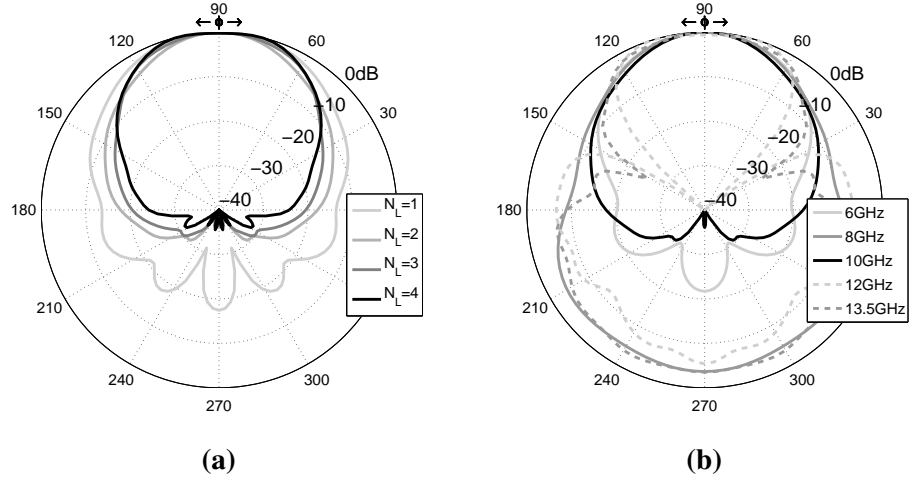 90
← ϕ →
120
60
0dB
150
−10
30
−20
−30
180
−40
N_L=1
N_L=2
N_L=3
N_L=4
210
240
300
270
(a)
90
← ϕ →
120
60
0dB
150
−10
30
−20
−30
180
−40
6GHz
8GHz
10GHz
12GHz
13.5GHz
210
240
300
270
(b)